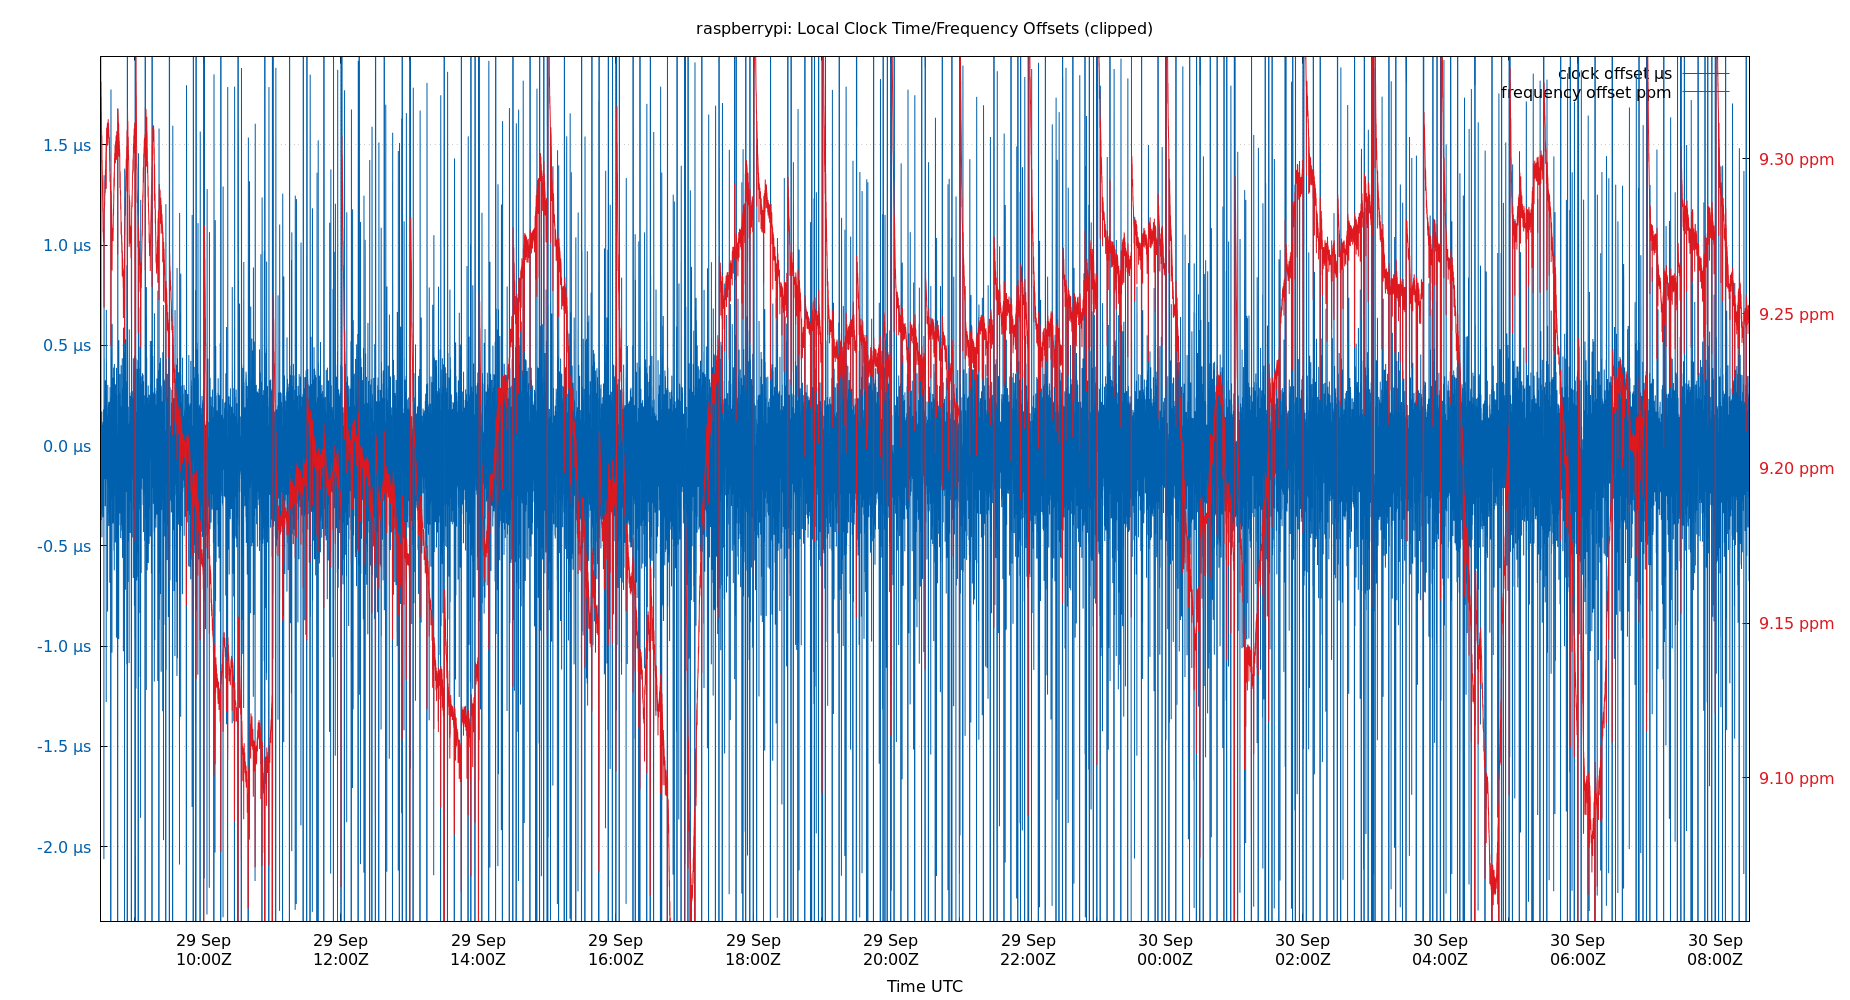 raspberrypi: Local Clock Time/Frequency Offsets (clipped)
clock offset µs
frequency offset ppm
1.5 µs
1.0 µs
0.5 µs
0.0 µs
-0.5 µs
-1.0 µs
-1.5 µs
-2.0 µs
9.30 ppm
9.25 ppm
9.20 ppm
9.15 ppm
9.10 ppm
29 Sep 29 Sep 29 Sep 29 Sep 29 Sep 29 Sep 29 Sep 30 Sep 30 Sep 30 Sep 30 Sep 30 Sep
10:00Z 12:00Z 14:00Z 16:00Z 18:00Z 20:00Z 22:00Z 00:00Z 02:00Z 04:00Z 06:00Z 08:00Z
Time UTC